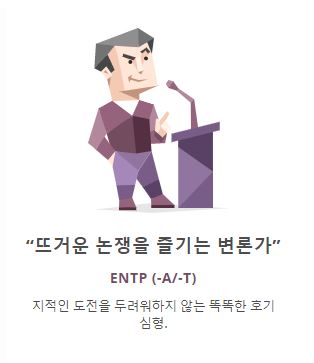 “뜨거운 논쟁을 즐기는 변론가”
ENTP (-A/-T)
지적인 도전을 두려워하지 않는 똑똑한 호기
심형.